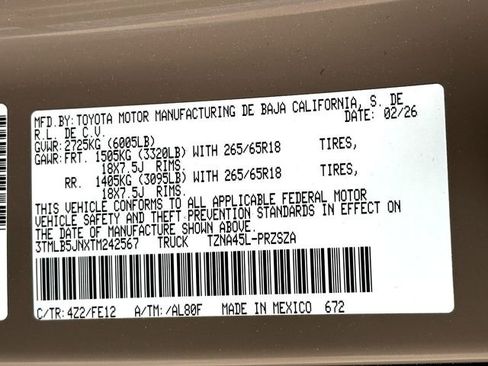 MFD.BY:TOYOTA MOTOR MANUFACTURING DE BAJA CALIFORNIA, S. DE
R.L. DE C.V. DATE: 02/26
GVWR:2725KG (6005LB)
GAWR:FRT. 1505KG (3320LB) WITH 265/65R18 TIRES,
18X7.5J RIMS.
RR. 1405KG (3095LB) WITH 265/65R18 TIRES,
18X7.5J RIMS.
THIS VEHICLE CONFORMS TO ALL APPLICABLE FEDERAL MOTOR
VEHICLE SAFETY AND THEFT PREVENTION STANDARDS IN EFFECT ON
THE DATE OF MANUFACTURE SHOWN ABOVE.
3TMLB5JNXTM242567 TRUCK TZNA45L-PRZSZA
C/TR: 4Z2/FE12 A/TM: /AL80F MADE IN MEXICO 672